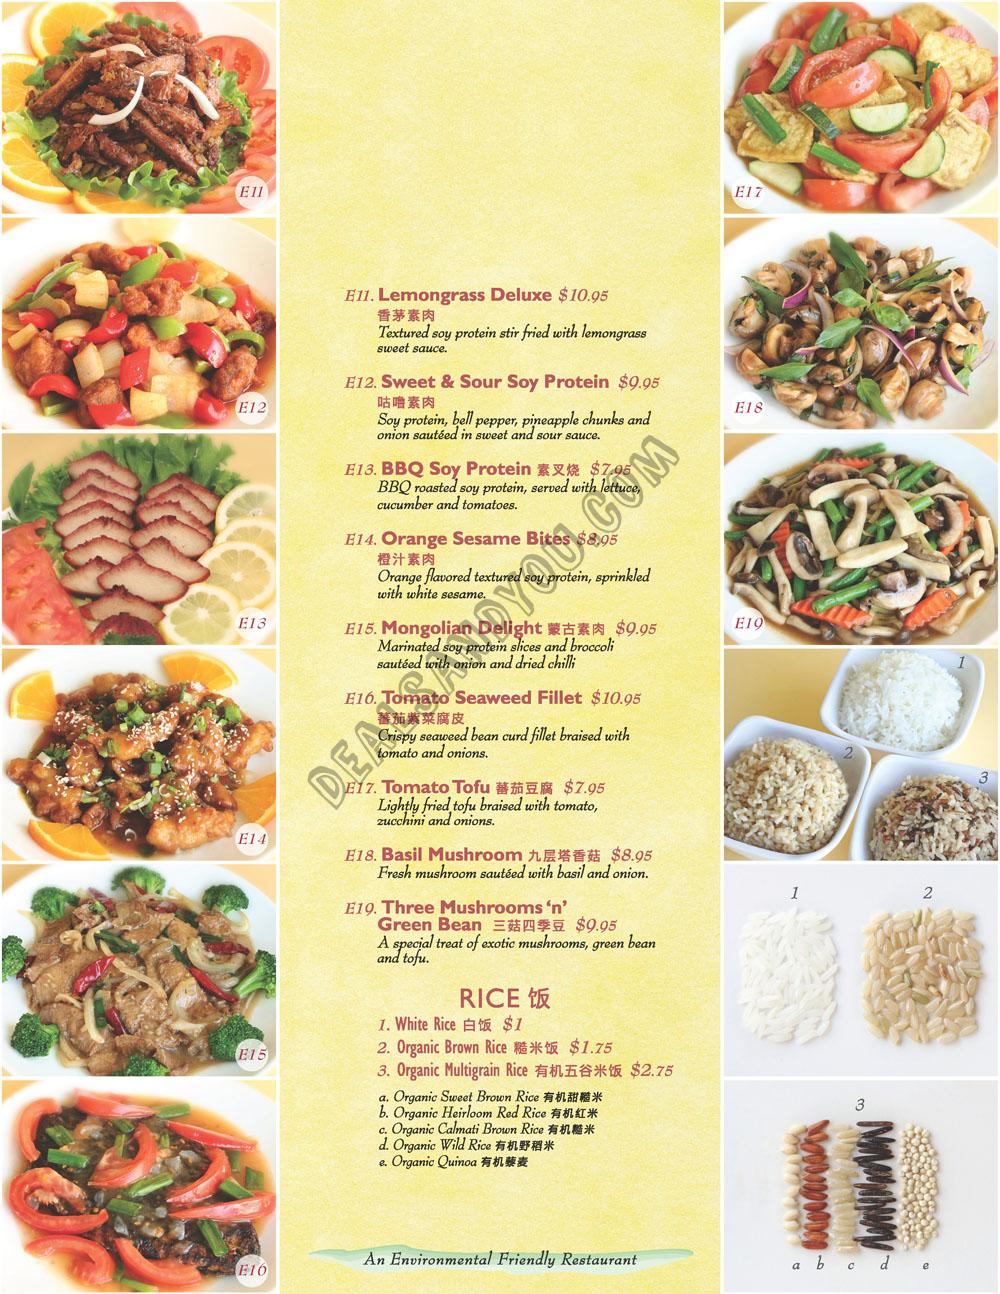 E11
E12
E13
E14
E15
E16
E11. Lemongrass Deluxe $10.95
香茅素肉
Textured soy protein stir fried with lemongrass
sweet sauce.
E12. Sweet & Sour Soy Protein $9.95
咕噜素肉
Soy protein, bell pepper, pineapple chunks and
onion sautéed in sweet and sour sauce.
E13. BBQ Soy Protein 素叉烧 $7.95
BBQ roasted soy protein, served with lettuce,
cucumber and tomatoes.
E14. Orange Sesame Bites $8.95
橙汁素肉
Orange flavored textured soy protein, sprinkled
with white sesame.
E15. Mongolian Delight 蒙古素肉 $9.95
Marinated soy protein slices and broccoli
sautéed with onion and dried chilli
E16. Tomato Seaweed Fillet $10.95
蕃茄紫菜腐皮
Crispy seaweed bean curd fillet braised with
tomato and onions.
E17. Tomato Tofu 蕃茄豆腐 $7.95
Lightly fried tofu braised with tomato,
zucchini and onions.
E18. Basil Mushroom 九层塔香菇 $8.95
Fresh mushroom sautéed with basil and onion.
E19. Three Mushrooms ‘n’
Green Bean 三菇四季豆 $9.95
A special treat of exotic mushrooms, green bean
and tofu.
RICE 饭
1. White Rice 白饭 $1
2. Organic Brown Rice 糙米饭 $1.75
3. Organic Multigrain Rice 有机五谷米饭 $2.75
a. Organic Sweet Brown Rice 有机甜糙米
b. Organic Heirloom Red Rice 有机红米
c. Organic Calmati Brown Rice 有机糙米
d. Organic Wild Rice 有机野稻米
e. Organic Quinoa 有机藜麦
An Environmental Friendly Restaurant
DEALSANDYOU.COM
E17
E18
E19
1
2
3
1 2
3
a b c d e